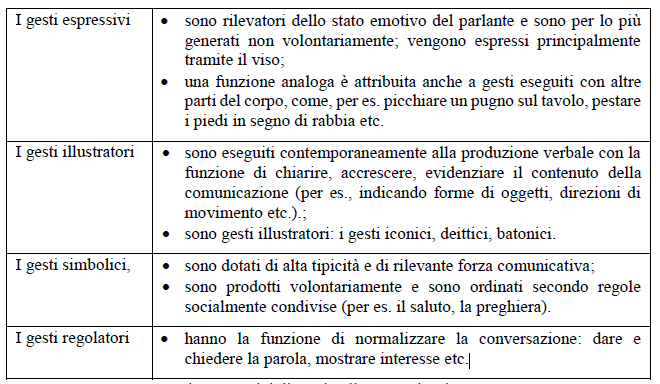 I gesti espressivi
• sono rilevatori dello stato emotivo del parlante e sono per lo più
generati non volontariamente; vengono espressi principalmente
tramite il viso;
• una funzione analoga è attribuita anche a gesti eseguiti con altre
parti del corpo, come, per es. picchiare un pugno sul tavolo, pestare
i piedi in segno di rabbia etc.
I gesti illustratori
• sono eseguiti contemporaneamente alla produzione verbale con la
funzione di chiarire, accrescere, evidenziare il contenuto della
comunicazione (per es., indicando forme di oggetti, direzioni di
movimento etc.).;
• sono gesti illustratori: i gesti iconici, deittici, batonici.
I gesti simbolici,
• sono dotati di alta tipicità e di rilevante forza comunicativa;
• sono prodotti volontariamente e sono ordinati secondo regole
socialmente condivise (per es. il saluto, la preghiera).
I gesti regolatori
• hanno la funzione di normalizzare la conversazione: dare e
chiedere la parola, mostrare interesse etc.